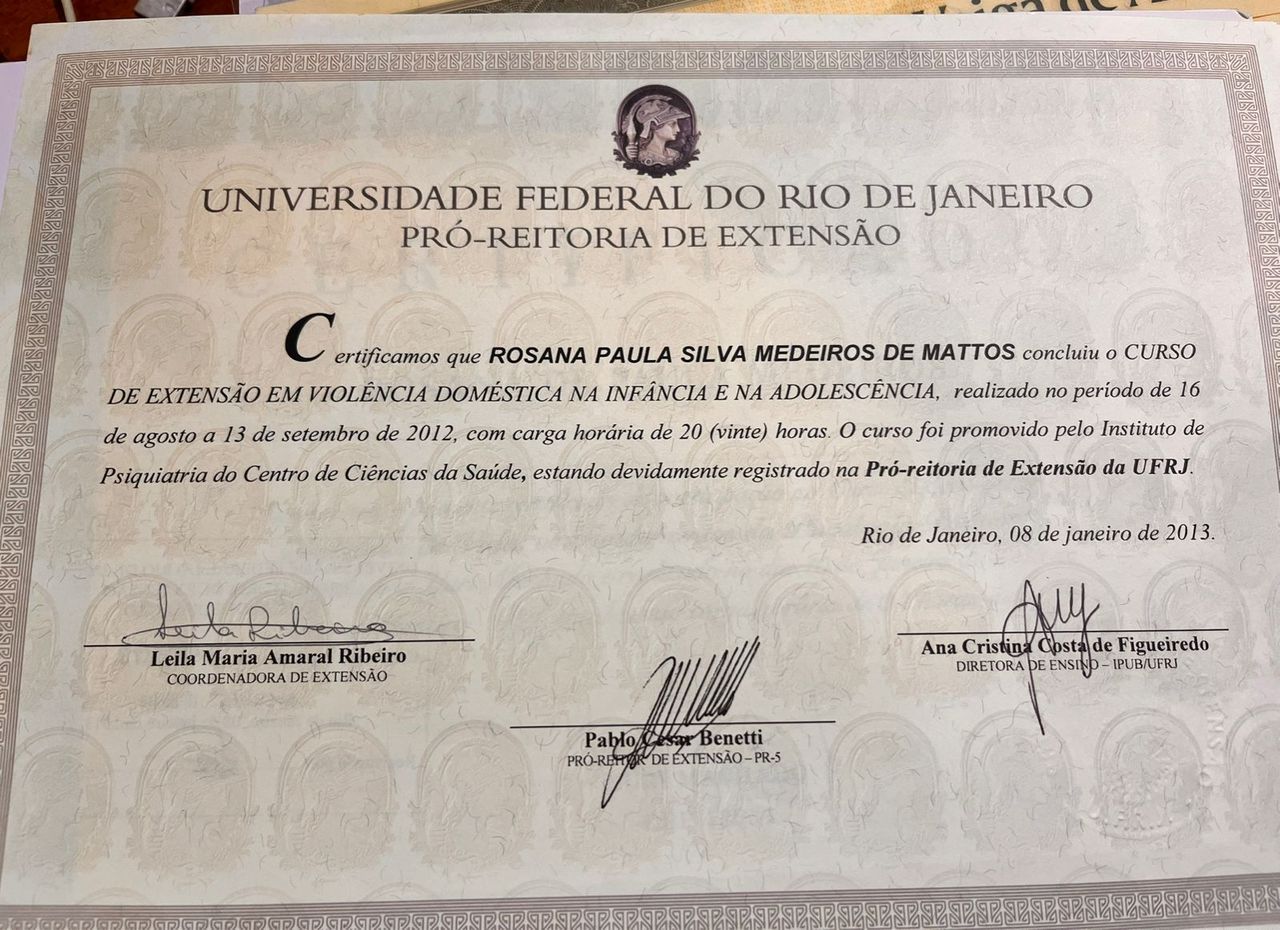 UNIVERSIDADE FEDERAL DO RIO DE JANEIRO
PRÓ-REITORIA DE EXTENSÃO
Certificamos que ROSANA PAULA SILVA MEDEIROS DE MATTOS concluiu o CURSO
DE EXTENSÃO EM VIOLÊNCIA DOMÉSTICA NA INFÂNCIA E NA ADOLESCÊNCIA, realizado no período de 16
de agosto a 13 de setembro de 2012, com carga horária de 20 (vinte) horas. O curso foi promovido pelo Instituto de
Psiquiatria do Centro de Ciências da Saúde, estando devidamente registrado na Pró-reitoria de Extensão da UFRJ.
Rio de Janeiro, 08 de janeiro de 2013.
Leila Ribeiro
Leila Maria Amaral Ribeiro
COORDENADORA DE EXTENSÃO
Ana Cristina Costa de Figueiredo
DIRETORA DE ENSINO – IPUB/UFRJ
Pablo Cesar Benetti
PRÓ-REITOR DE EXTENSÃO – PR-5